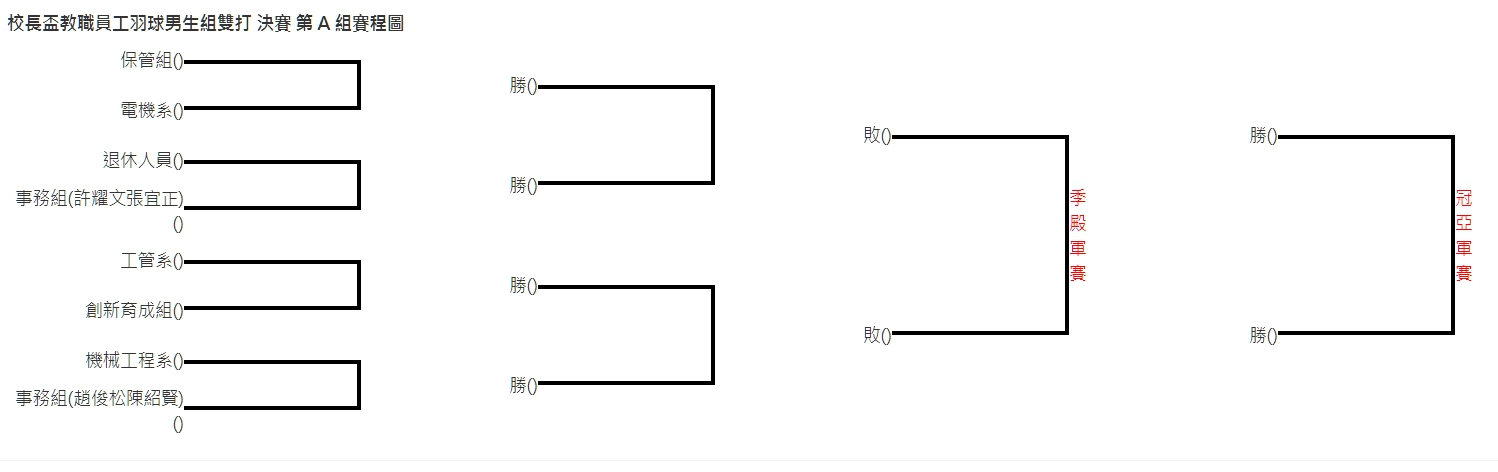 校長盃教職員工羽球男生組雙打 決賽 第 A 組賽程圖
保管組()
電機系()
退休人員()
事務組(許耀文張宜正)
()
工管系()
創新育成組()
機械工程系()
事務組(趙俊松陳紹賢)
()
勝()
勝()
勝()
勝()
敗()
敗()
季
殿
軍
賽
勝()
勝()
冠
亞
軍
賽